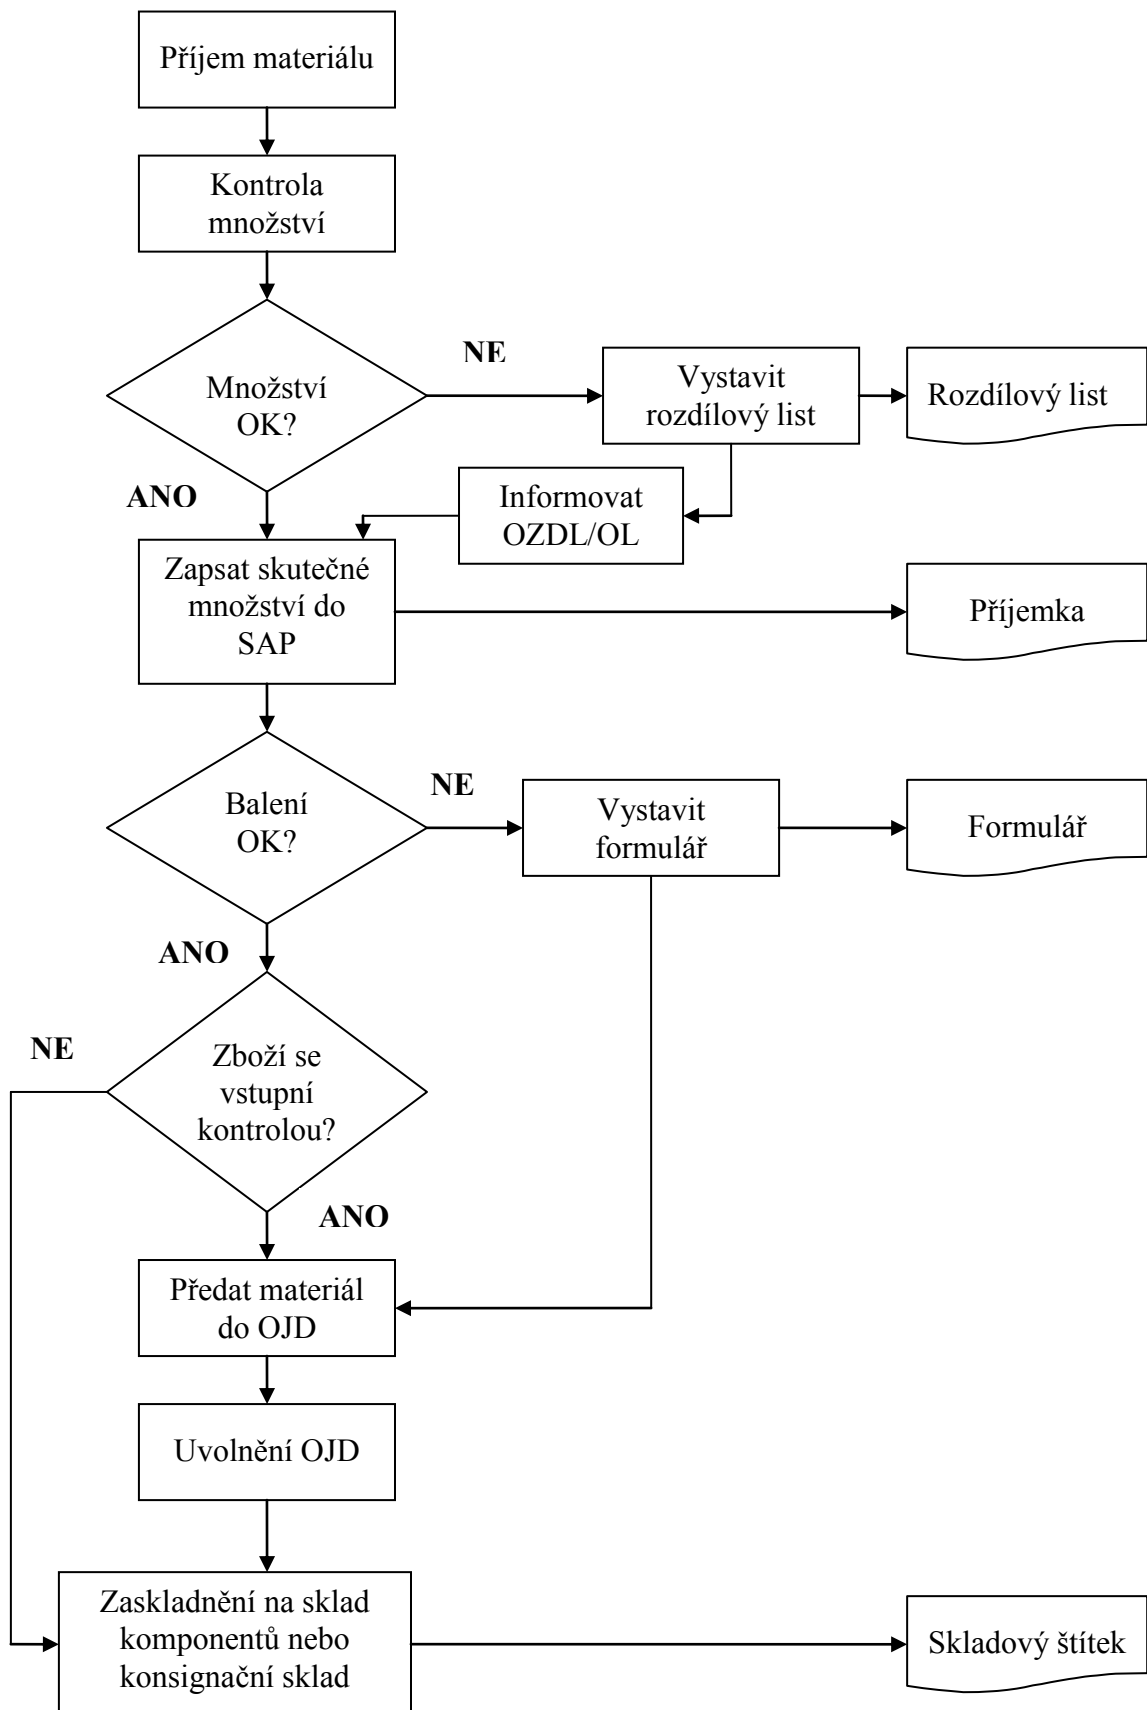 Příjem materiálu
Kontrola
množství
NE
Množství
OK?
Vystavit
rozdílový list
Rozdílový list
ANO
Informovat
OZDL/OL
Zapsat skutečné
množství do
SAP
Příjemka
NE
Balení
OK?
Vystavit
formulář
Formulář
ANO
NE
Zboží se
vstupní
kontrolou?
ANO
Předat materiál
do OJD
Uvolnění OJD
Zaskladnění na sklad
komponentů nebo
konsignační sklad
Skladový štítek